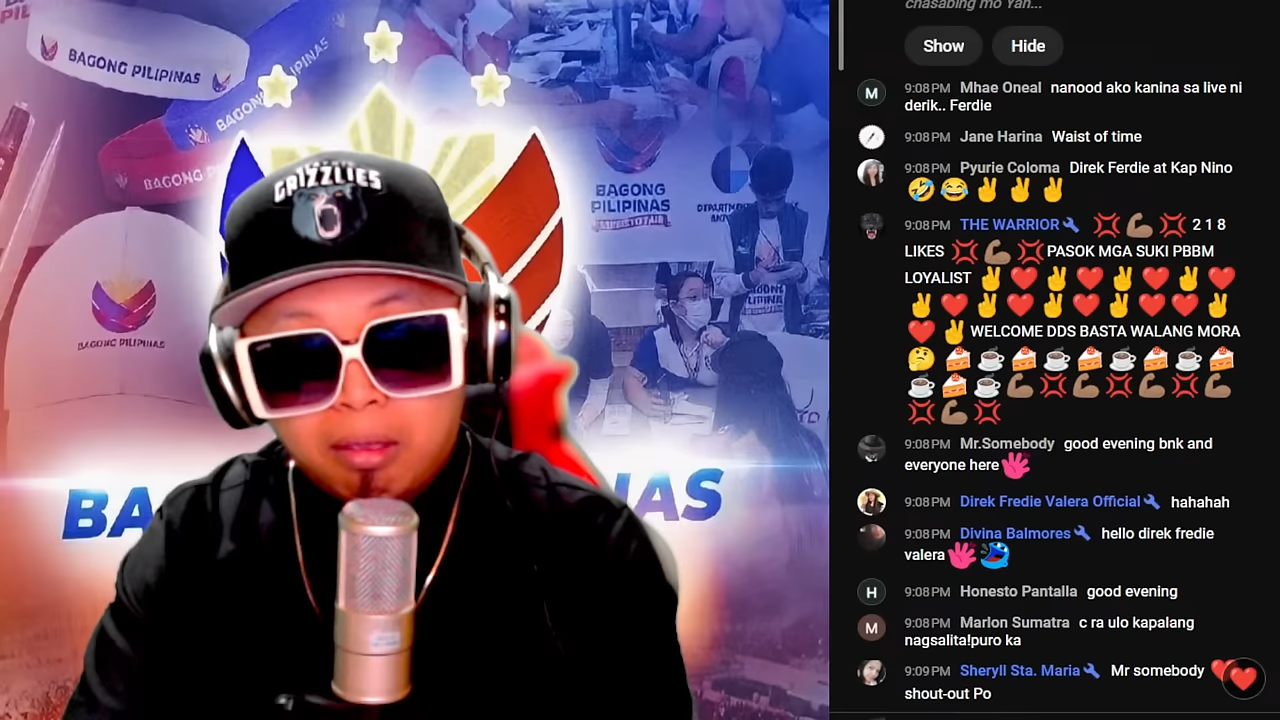 BAGONG PILIPINAS
BAGONG PILIPINAS
BAGONG
BAGONG PILIPINAS
GRIZZLIES
BAGONG
PILIPINAS
BA
NAS
chasabing mo Yan...
Show Hide
M 9:08 PM Mhae Oneal nanood ako kanina sa live ni
derik.. Ferdie
9:08 PM Jane Harina Waist of time
9:08 PM Pyurie Coloma Direk Ferdie at Kap Nino
🤣😂✌️✌️✌️
9:08 PM THE WARRIOR🔧 💢💪🏽💢 2 1 8
LIKES 💢💪🏽💢 PASOK MGA SUKI PBBM
LOYALIST ✌️❤️✌️❤️✌️❤️✌️❤️
✌️❤️✌️❤️✌️❤️✌️❤️❤️✌️
❤️✌️ WELCOME DDS BASTA WALANG MORA
🤔🍰☕🍰☕🍰☕🍰☕🍰
☕🍰☕💪🏽💢💪🏽💢💪🏽💢💪🏽
💢💪🏽💢
9:08 PM Mr.Somebody good evening bnk and
everyone here
9:08 PM Direk Fredie Valera Official🔧 hahahah
9:08 PM Divina Balmores🔧 hello direk fredie
valera
H 9:08 PM Honesto Pantalla good evening
M 9:08 PM Marlon Sumatra c ra ulo kapalang
nagsalita!puro ka
9:09 PM Sheryll Sta. Maria🔧 Mr somebody ❤️
shout-out Po